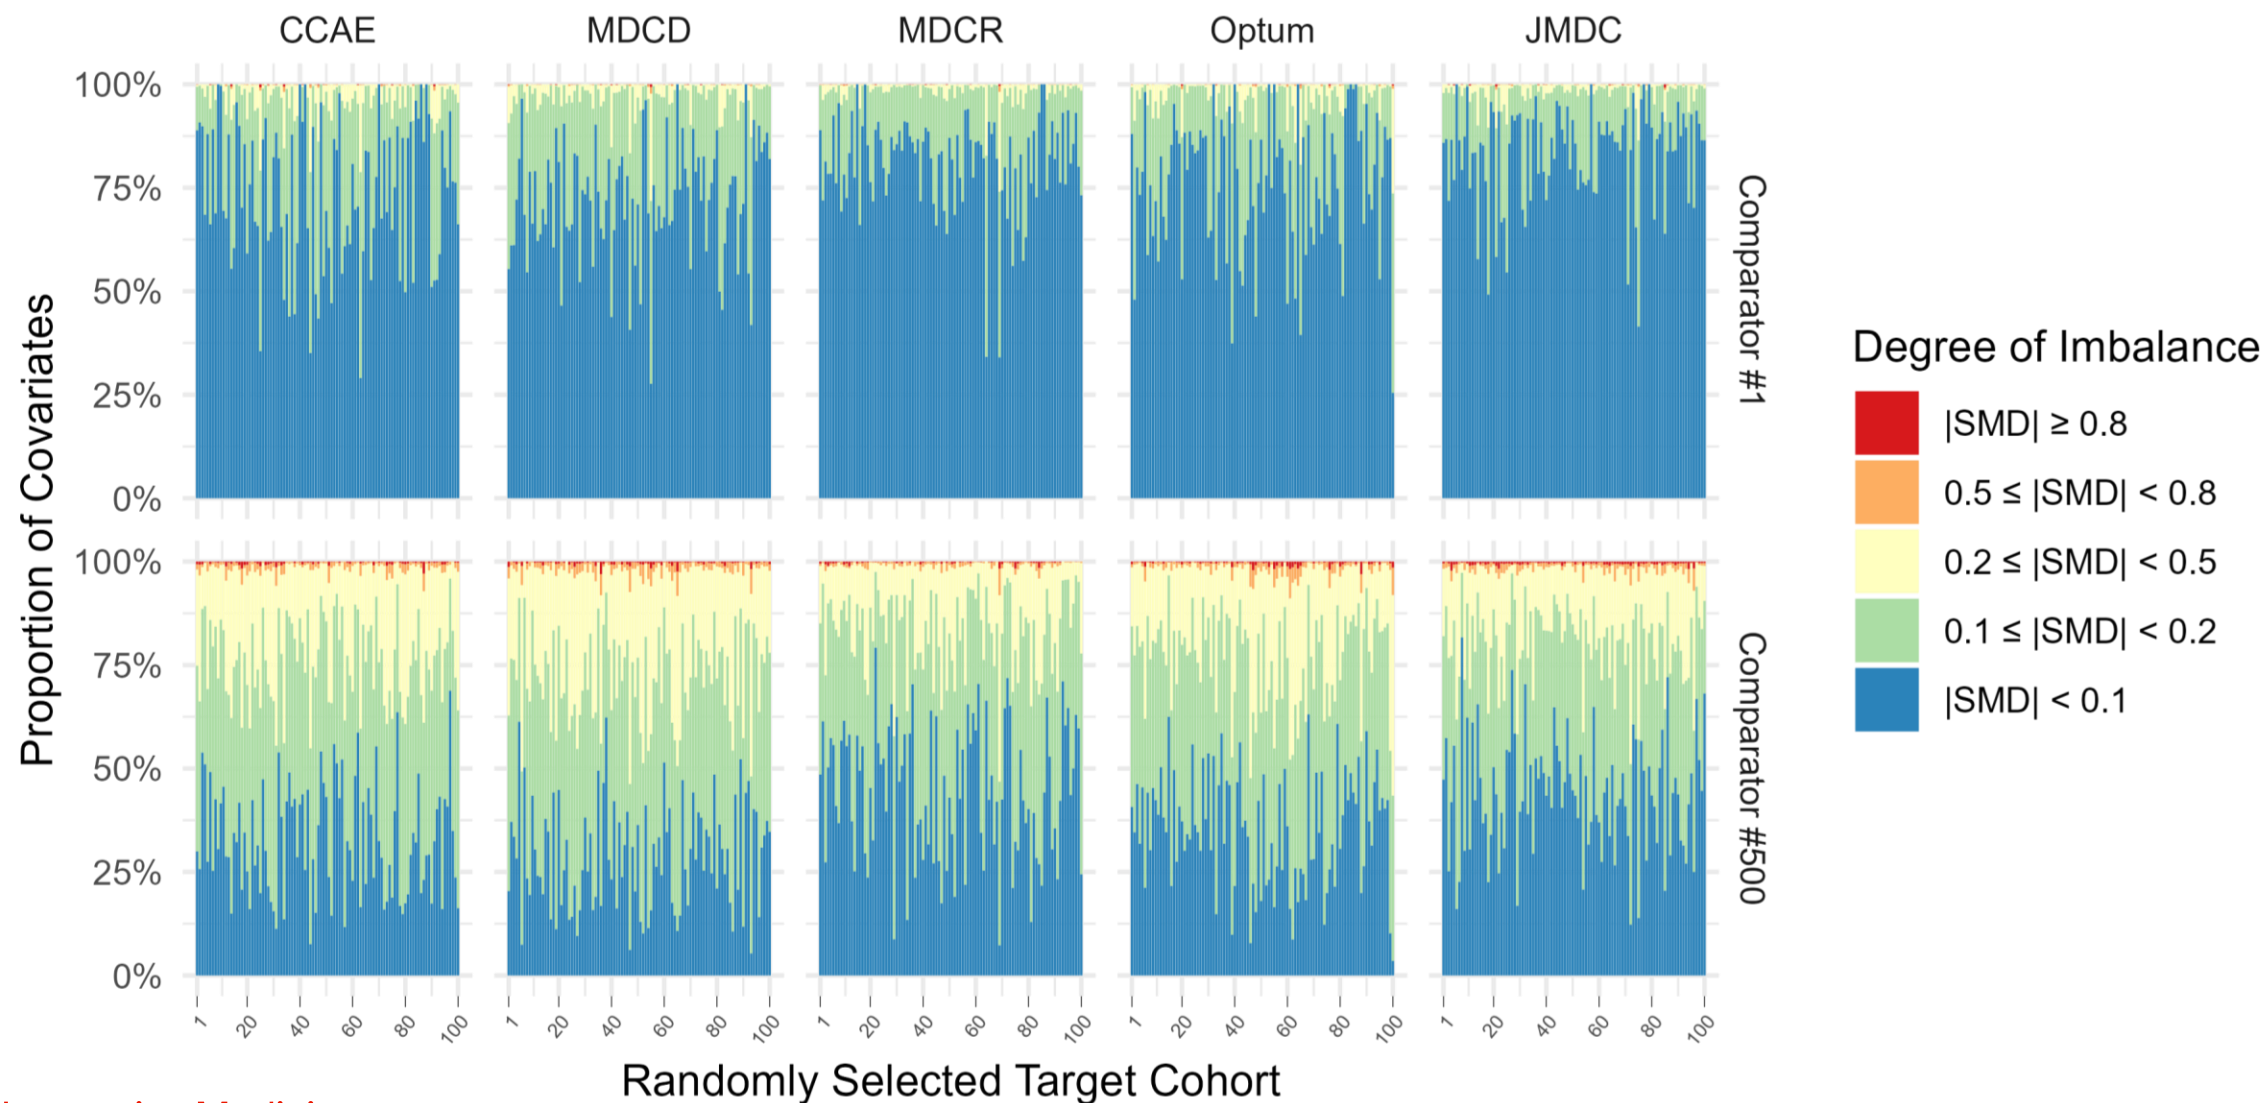 CCAE MDCD MDCR Optum JMDC
100%
75%
50%
25%
0%
Comparator #1
100%
75%
50%
25%
0%
Comparator #500
Proportion of Covariates
1 20 40 60 80 100 1 20 40 60 80 100 1 20 40 60 80 100 1 20 40 60 80 100 1 20 40 60 80 100
Randomly Selected Target Cohort
Degree of Imbalance
|SMD| ≥ 0.8
0.5 ≤ |SMD| < 0.8
0.2 ≤ |SMD| < 0.5
0.1 ≤ |SMD| < 0.2
|SMD| < 0.1